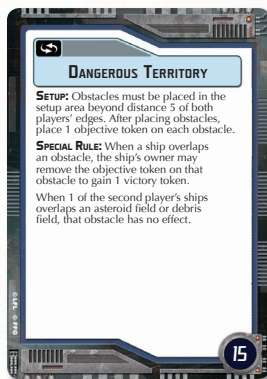 Dangerous Territory
Setup: Obstacles must be placed in the
setup area beyond distance 5 of both
players' edges. After placing obstacles,
place 1 objective token on each obstacle.
Special Rule: When a ship overlaps
an obstacle, the ship's owner may
remove the objective token on that
obstacle to gain 1 victory token.
When 1 of the second player's ships
overlaps an asteroid field or debris
field, that obstacle has no effect.
© LFL © FFG
15